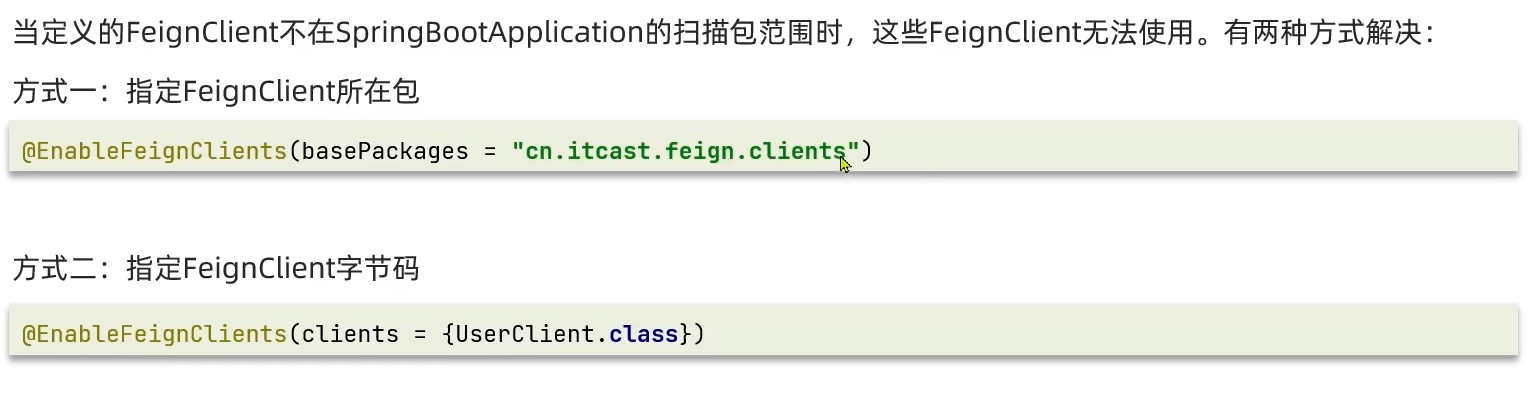 当定义的FeignClient不在SpringBootApplication的扫描包范围时，这些FeignClient无法使用。有两种方式解决：
方式一：指定FeignClient所在包
@EnableFeignClients(basePackages = "cn.itcast.feign.clients")
方式二：指定FeignClient字节码
@EnableFeignClients(clients = {UserClient.class})